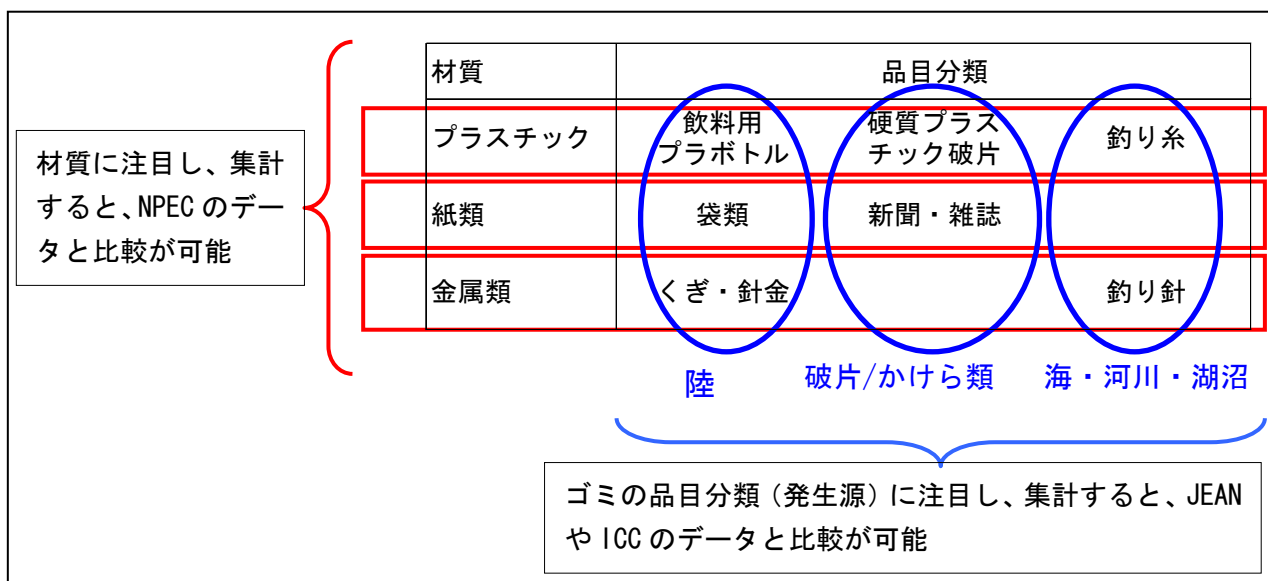 材質 品目分類
プラスチック 飲料用 硬質プラス 釣り糸
プラボトル チック破片
紙類 袋類 新聞・雑誌
金属類 くぎ・針金 釣り針
材質に注目し、集計
すると、NPECのデー
タと比較が可能
陸 破片/かけら類 海・河川・湖沼
ゴミの品目分類（発生源）に注目し、集計すると、JEAN
やICCのデータと比較が可能